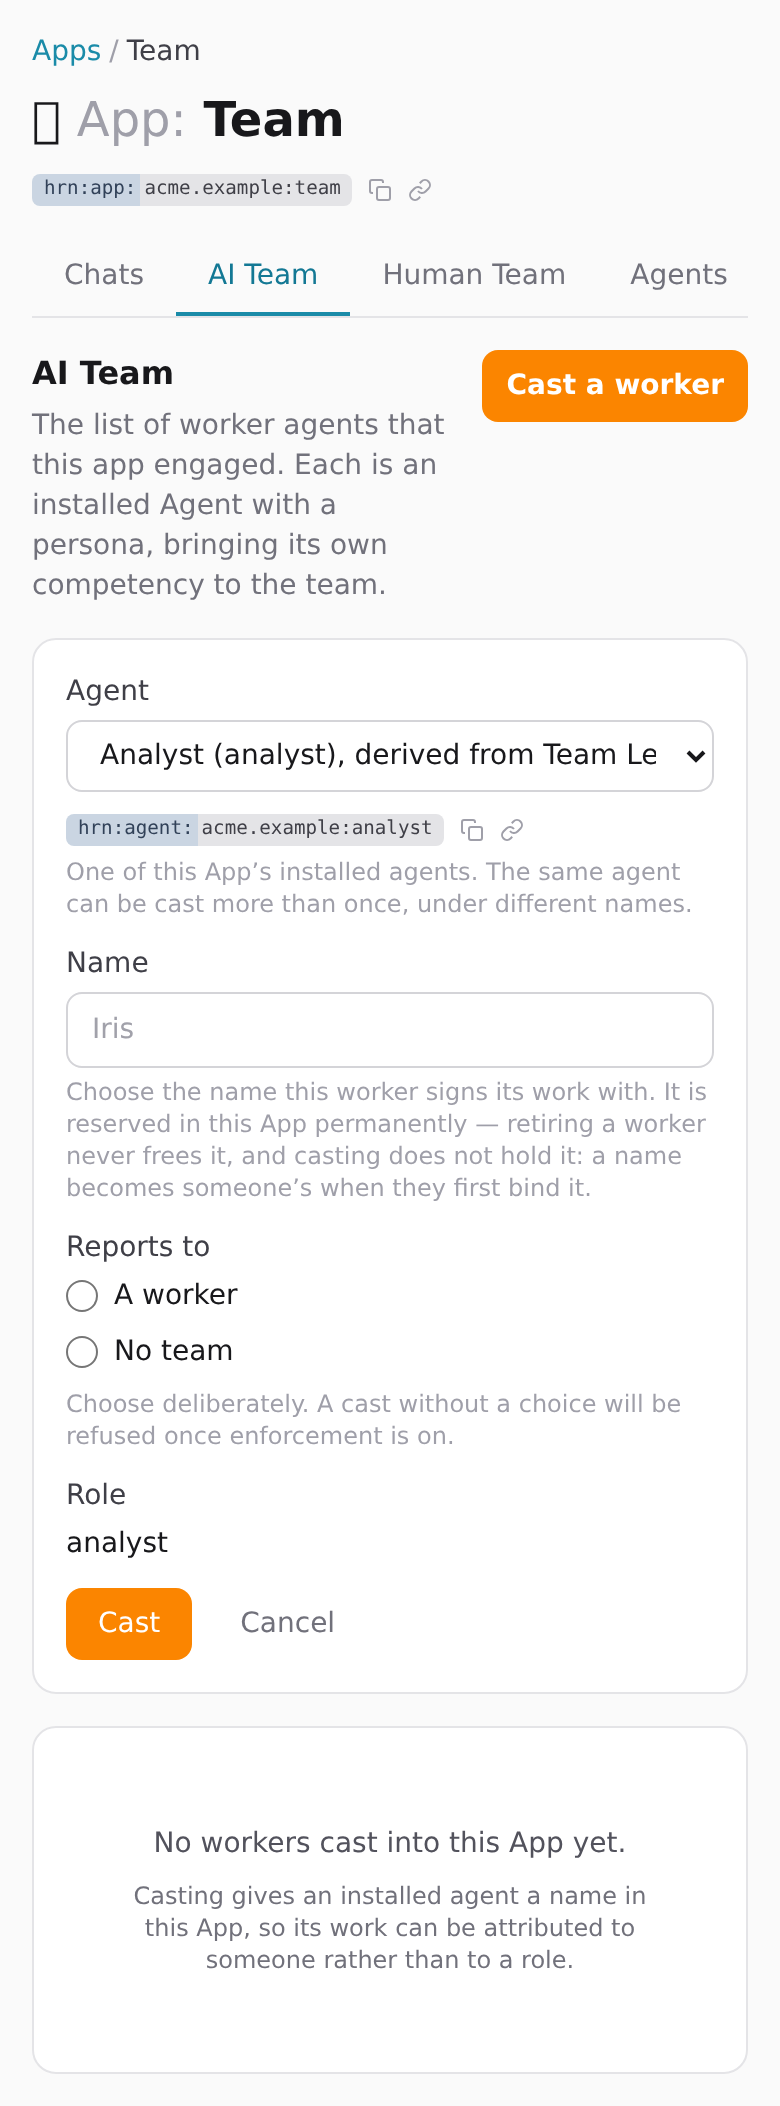 Apps / Team
App: Team
hrn:app: acme.example:team
Chats
AI Team
Human Team
Agents
AI Team
Cast a worker
The list of worker agents that
this app engaged. Each is an
installed Agent with a
persona, bringing its own
competency to the team.
Agent
Analyst (analyst), derived from Team Le
hrn:agent: acme.example:analyst
One of this App’s installed agents. The same agent
can be cast more than once, under different names.
Name
Iris
Choose the name this worker signs its work with. It is
reserved in this App permanently — retiring a worker
never frees it, and casting does not hold it: a name
becomes someone’s when they first bind it.
Reports to
A worker
No team
Choose deliberately. A cast without a choice will be
refused once enforcement is on.
Role
analyst
Cast
Cancel
No workers cast into this App yet.
Casting gives an installed agent a name in
this App, so its work can be attributed to
someone rather than to a role.